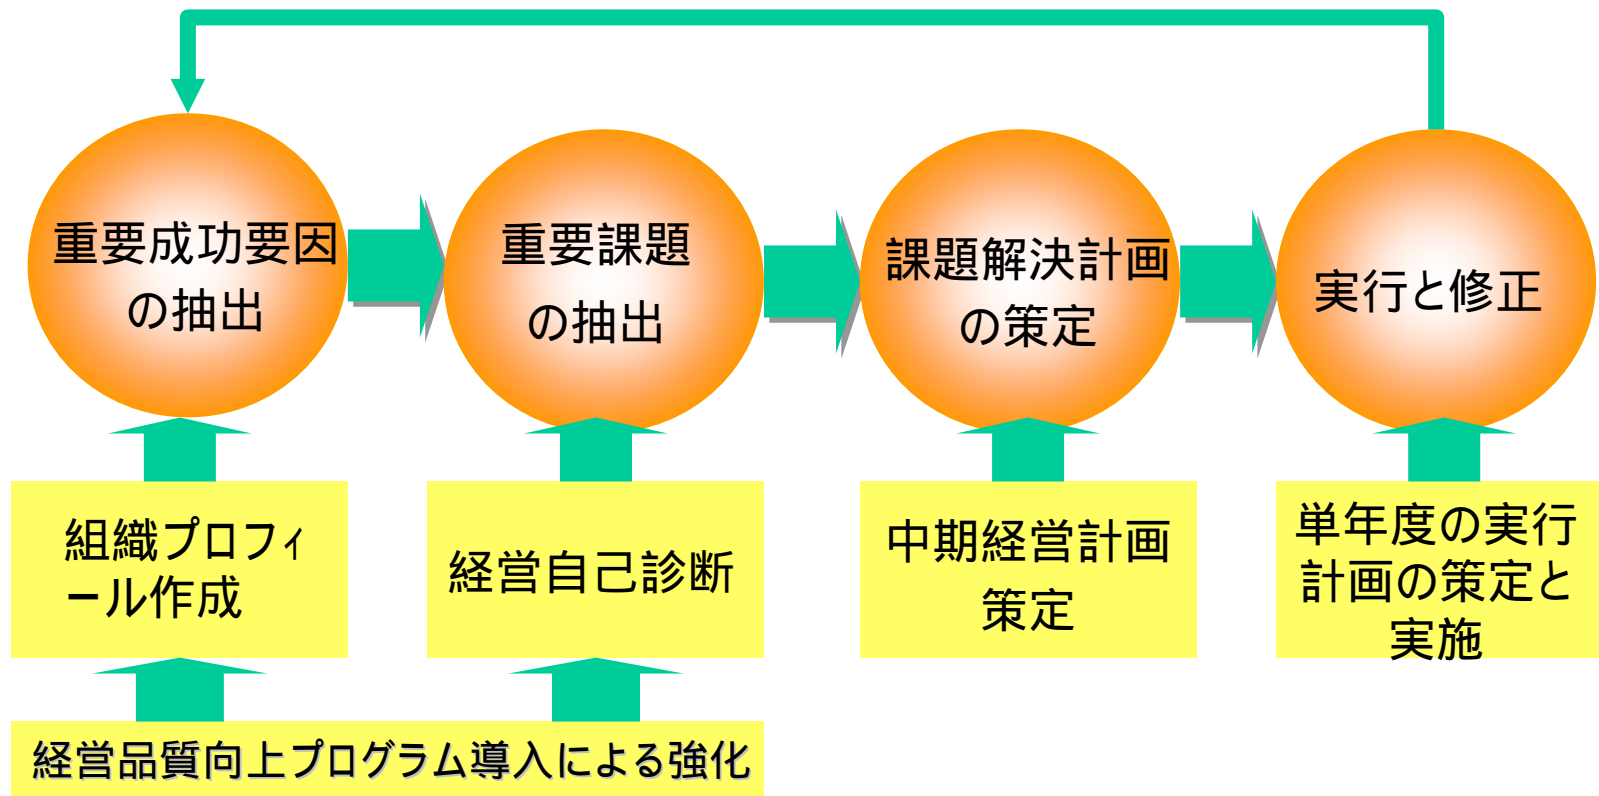 重要成功要因
の抽出
重要課題
の抽出
課題解決計画
の策定
実行と修正
組織プロフィ
ール作成
経営自己診断
中期経営計画
策定
単年度の実行
計画の策定と
実施
経営品質向上プログラム導入による強化